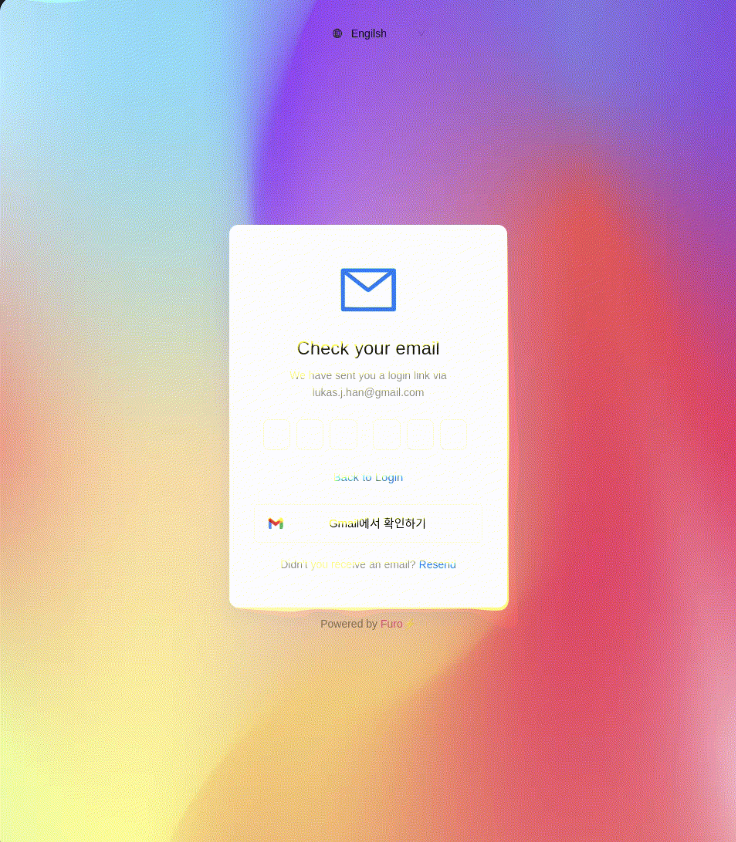 Engilsh
Check your email
We have sent you a login link via
lukas.j.han@gmail.com
Back to Login
Gmail에서 확인하기
Didn't you receive an email? Resend
Powered by Furo